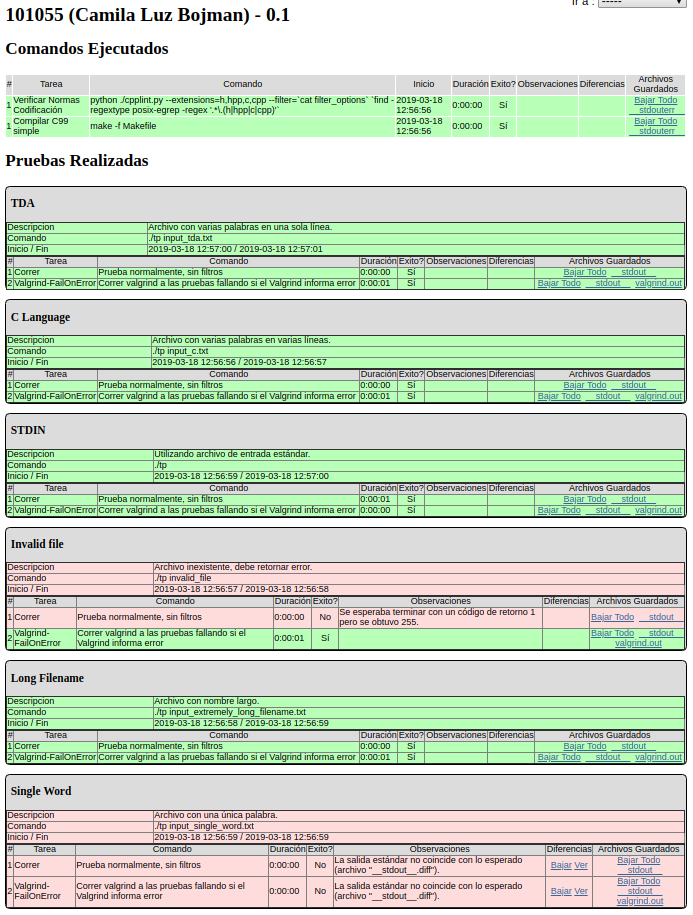 Ir a : -----
101055 (Camila Luz Bojman) - 0.1
Comandos Ejecutados
# Tarea Comando Inicio Duración Exito? Observaciones Diferencias Archivos Guardados
1 Verificar Normas Codificación python ./cpplint.py --extensions=h,hpp,c,cpp --filter=`cat filter_options` `find -regextype posix-egrep -regex '.*\.(h|hpp|c|cpp)'` 2019-03-18 12:56:56 0:00:00 Sí Bajar Todo stdouterr
1 Compilar C99 simple make -f Makefile 2019-03-18 12:56:56 0:00:00 Sí Bajar Todo stdouterr
Pruebas Realizadas
TDA
Descripcion Archivo con varias palabras en una sola línea.
Comando ./tp input_tda.txt
Inicio / Fin 2019-03-18 12:57:00 / 2019-03-18 12:57:01
# Tarea Comando Duración Exito? Observaciones Diferencias Archivos Guardados
1 Correr Prueba normalmente, sin filtros 0:00:00 Sí Bajar Todo __stdout__
2 Valgrind-FailOnError Correr valgrind a las pruebas fallando si el Valgrind informa error 0:00:01 Sí Bajar Todo __stdout__ valgrind.out
C Language
Descripcion Archivo con varias palabras en varias líneas.
Comando ./tp input_c.txt
Inicio / Fin 2019-03-18 12:56:56 / 2019-03-18 12:56:57
# Tarea Comando Duración Exito? Observaciones Diferencias Archivos Guardados
1 Correr Prueba normalmente, sin filtros 0:00:00 Sí Bajar Todo __stdout__
2 Valgrind-FailOnError Correr valgrind a las pruebas fallando si el Valgrind informa error 0:00:01 Sí Bajar Todo __stdout__ valgrind.out
STDIN
Descripcion Utilizando archivo de entrada estándar.
Comando ./tp
Inicio / Fin 2019-03-18 12:56:59 / 2019-03-18 12:57:00
# Tarea Comando Duración Exito? Observaciones Diferencias Archivos Guardados
1 Correr Prueba normalmente, sin filtros 0:00:01 Sí Bajar Todo __stdout__
2 Valgrind-FailOnError Correr valgrind a las pruebas fallando si el Valgrind informa error 0:00:00 Sí Bajar Todo __stdout__ valgrind.out
Invalid file
Descripcion Archivo inexistente, debe retornar error.
Comando ./tp invalid_file
Inicio / Fin 2019-03-18 12:56:57 / 2019-03-18 12:56:58
# Tarea Comando Duración Exito? Observaciones Diferencias Archivos Guardados
1 Correr Prueba normalmente, sin filtros 0:00:00 No Se esperaba terminar con un código de retorno 1 pero se obtuvo 255. Bajar Todo __stdout__
2 Valgrind-FailOnError Correr valgrind a las pruebas fallando si el Valgrind informa error 0:00:01 Sí Bajar Todo __stdout__ valgrind.out
Long Filename
Descripcion Archivo con nombre largo.
Comando ./tp input_extremely_long_filename.txt
Inicio / Fin 2019-03-18 12:56:58 / 2019-03-18 12:56:59
# Tarea Comando Duración Exito? Observaciones Diferencias Archivos Guardados
1 Correr Prueba normalmente, sin filtros 0:00:00 Sí Bajar Todo __stdout__
2 Valgrind-FailOnError Correr valgrind a las pruebas fallando si el Valgrind informa error 0:00:01 Sí Bajar Todo __stdout__ valgrind.out
Single Word
Descripcion Archivo con una única palabra.
Comando ./tp input_single_word.txt
Inicio / Fin 2019-03-18 12:56:59 / 2019-03-18 12:56:59
# Tarea Comando Duración Exito? Observaciones Diferencias Archivos Guardados
1 Correr Prueba normalmente, sin filtros 0:00:00 No La salida estándar no coincide con lo esperado (archivo "__stdout__.diff"). Bajar Ver Bajar Todo __stdout__
2 Valgrind-FailOnError Correr valgrind a las pruebas fallando si el Valgrind informa error 0:00:00 No La salida estándar no coincide con lo esperado (archivo "__stdout__.diff"). Bajar Ver Bajar Todo __stdout__ valgrind.out